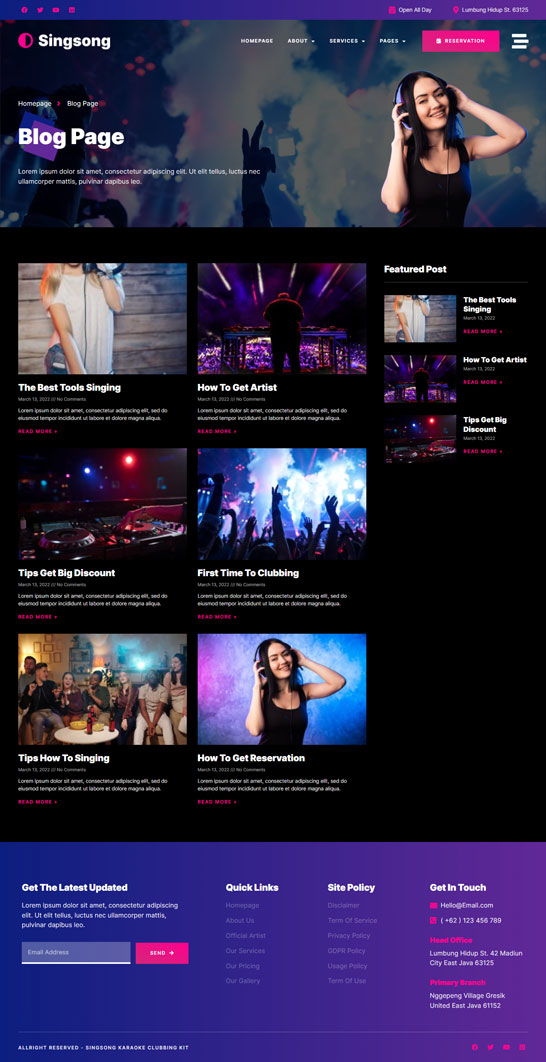 Open All Day
Lumbung Hidup St. 63125
Singsong
HOMEPAGE
ABOUT
SERVICES
PAGES
RESERVATION
Homepage
Blog Page
Blog Page
Lorem ipsum dolor sit amet, consectetur adipiscing elit. Ut elit tellus, luctus nec
ullamcorper mattis, pulvinar dapibus leo.
The Best Tools Singing
March 13, 2022 /// No Comments
Lorem ipsum dolor sit amet, consectetur adipiscing elit, sed do
eiusmod tempor incididunt ut labore et dolore magna aliqua.
READ MORE »
How To Get Artist
March 13, 2022 /// No Comments
Lorem ipsum dolor sit amet, consectetur adipiscing elit, sed do
eiusmod tempor incididunt ut labore et dolore magna aliqua.
READ MORE »
Tips Get Big Discount
March 13, 2022 /// No Comments
Lorem ipsum dolor sit amet, consectetur adipiscing elit, sed do
eiusmod tempor incididunt ut labore et dolore magna aliqua.
READ MORE »
First Time To Clubbing
March 13, 2022 /// No Comments
Lorem ipsum dolor sit amet, consectetur adipiscing elit, sed do
eiusmod tempor incididunt ut labore et dolore magna aliqua.
READ MORE »
Tips How To Singing
March 13, 2022 /// No Comments
Lorem ipsum dolor sit amet, consectetur adipiscing elit, sed do
eiusmod tempor incididunt ut labore et dolore magna aliqua.
READ MORE »
How To Get Reservation
March 13, 2022 /// No Comments
Lorem ipsum dolor sit amet, consectetur adipiscing elit, sed do
eiusmod tempor incididunt ut labore et dolore magna aliqua.
READ MORE »
Featured Post
The Best Tools
Singing
March 13, 2022
READ MORE »
How To Get Artist
March 13, 2022
READ MORE »
Tips Get Big
Discount
March 13, 2022
READ MORE »
Get The Latest Updated
Lorem ipsum dolor sit amet, consectetur adipiscing
elit. Ut elit tellus, luctus nec ullamcorper mattis,
pulvinar dapibus leo.
Email Address
SEND
Quick Links
Homepage
About Us
Official Artist
Our Services
Our Pricing
Our Gallery
Site Policy
Disclaimer
Term Of Service
Privacy Policy
GDPR Policy
Usage Policy
Term Of Use
Get In Touch
Hello@Email.com
( +62 ) 123 456 789
Head Office
Lumbung Hidup St. 42 Madiun
City East Java 63125
Primary Branch
Nggepeng Village Gresik
United East Java 61152
ALLRIGHT RESERVED - SINGSONG KARAOKE CLUBBING KIT